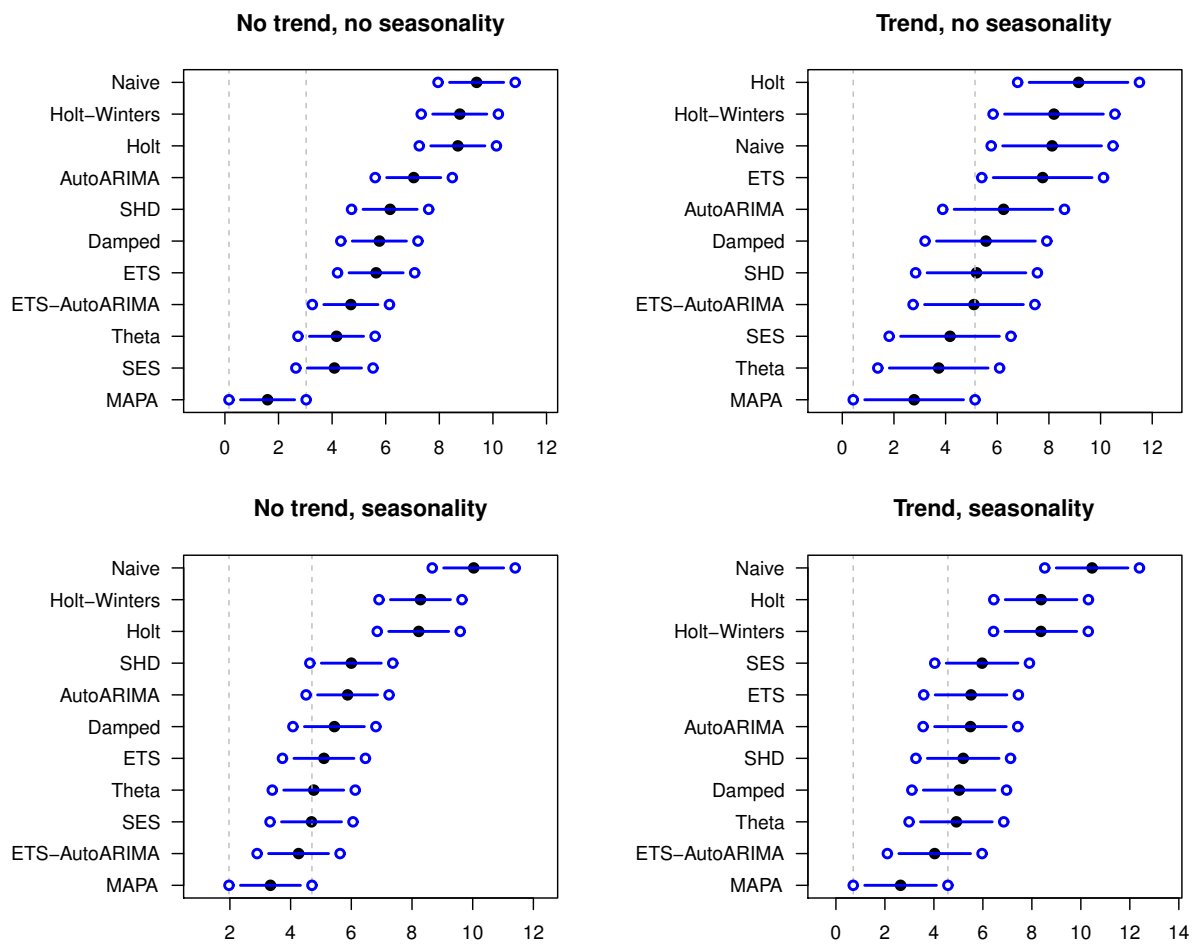 No trend, no seasonality
Naive
Holt−Winters
Holt
AutoARIMA
SHD
Damped
ETS
ETS−AutoARIMA
Theta
SES
MAPA
0 2 4 6 8 10 12
Trend, no seasonality
Holt
Holt−Winters
Naive
ETS
AutoARIMA
Damped
SHD
ETS−AutoARIMA
SES
Theta
MAPA
0 2 4 6 8 10 12
No trend, seasonality
Naive
Holt−Winters
Holt
SHD
AutoARIMA
Damped
ETS
Theta
SES
ETS−AutoARIMA
MAPA
2 4 6 8 10 12
Trend, seasonality
Naive
Holt
Holt−Winters
SES
ETS
AutoARIMA
SHD
Damped
Theta
ETS−AutoARIMA
MAPA
0 2 4 6 8 10 12 14